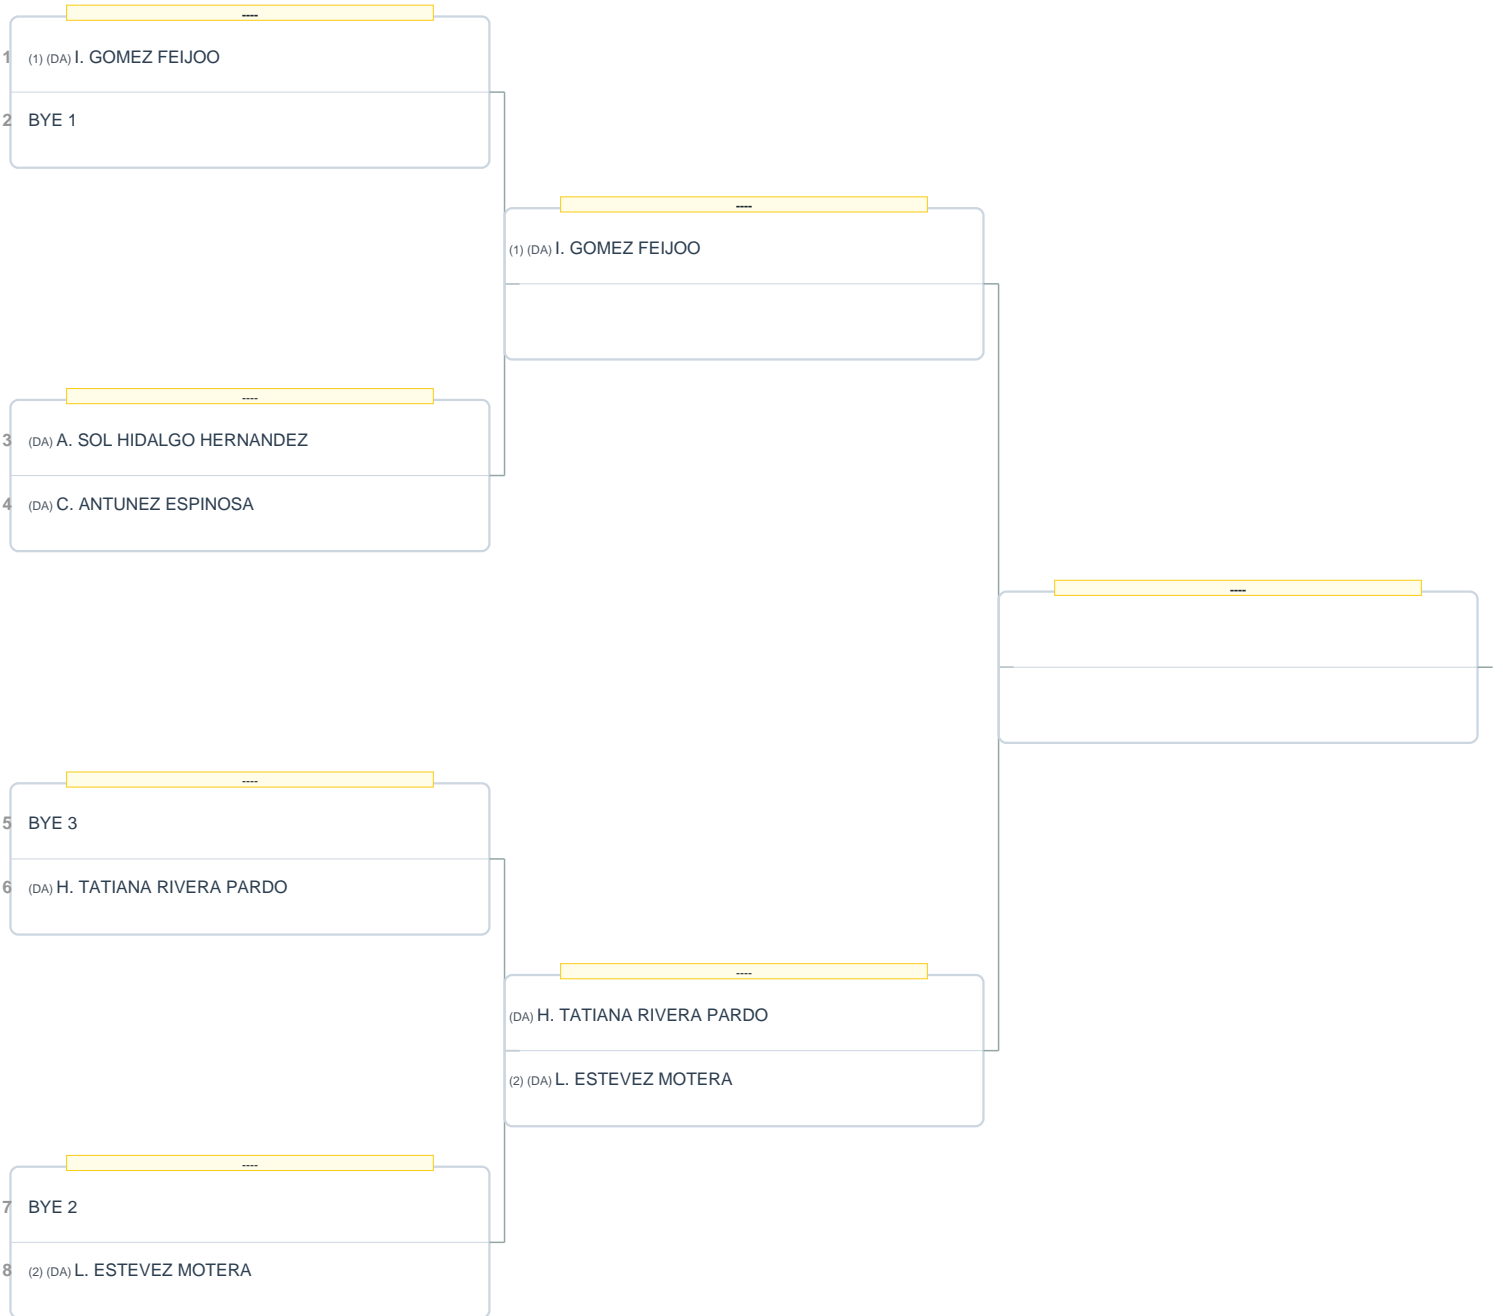 ----
1 (1) (DA) I. GOMEZ FEIJOO
2 BYE 1
----
(1) (DA) I. GOMEZ FEIJOO
----
3 (DA) A. SOL HIDALGO HERNANDEZ
4 (DA) C. ANTUNEZ ESPINOSA
----
----
5 BYE 3
6 (DA) H. TATIANA RIVERA PARDO
----
(DA) H. TATIANA RIVERA PARDO
(2) (DA) L. ESTEVEZ MOTERA
----
7 BYE 2
8 (2) (DA) L. ESTEVEZ MOTERA